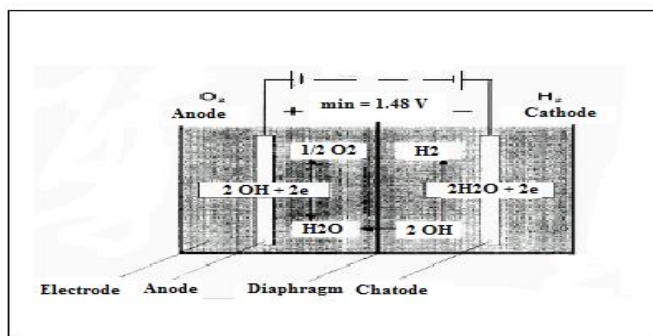 O₂ H₂
Anode min = 1.48 V Cathode
1/2 O2 H2
2 OH + 2e 2H2O + 2e
H2O 2 OH
Electrode Anode Diaphragm Chatode